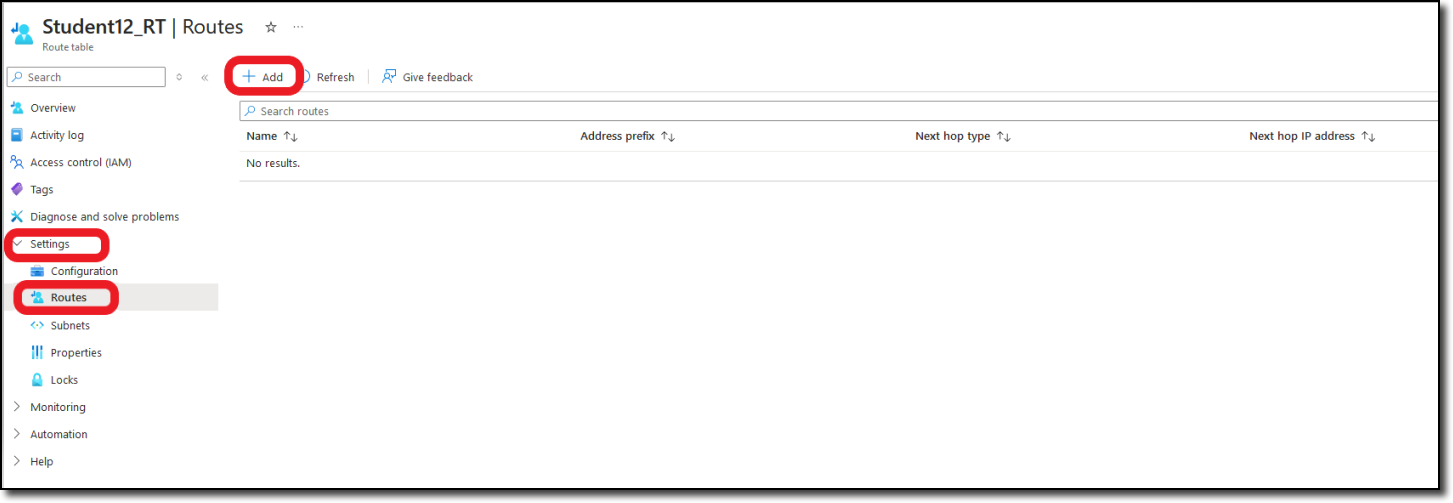 Student12_RT | Routes
Route table
Search
Add Refresh Give feedback
Search routes
Name Address prefix Next hop type Next hop IP address
No results.
Overview
Activity log
Access control (IAM)
Tags
Diagnose and solve problems
Settings
Configuration
Routes
Subnets
Properties
Locks
Monitoring
Automation
Help